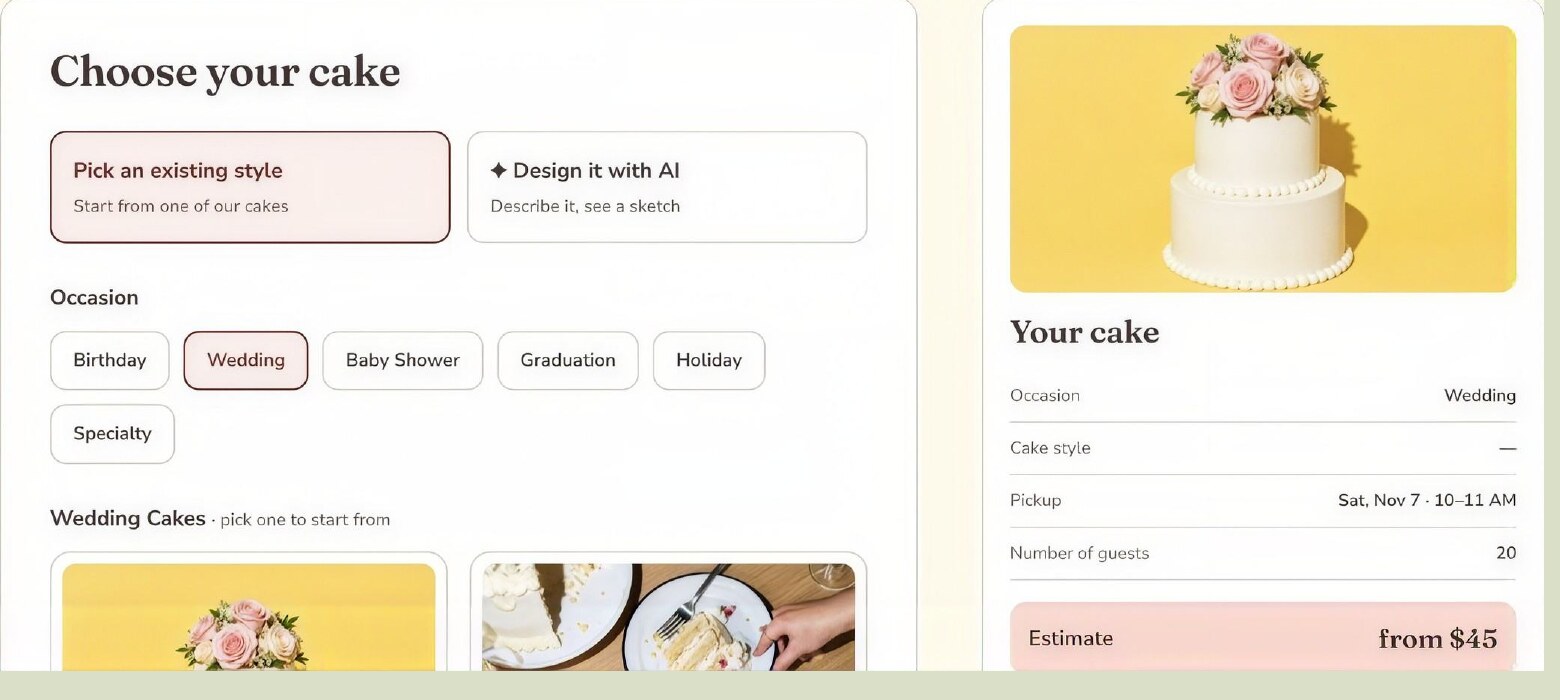 Choose your cake
Pick an existing style
Start from one of our cakes
✦ Design it with AI
Describe it, see a sketch
Occasion
Birthday
Wedding
Baby Shower
Graduation
Holiday
Specialty
Wedding Cakes · pick one to start from
Your cake
Occasion Wedding
Cake style —
Pickup Sat, Nov 7 · 10–11 AM
Number of guests 20
Estimate from $45